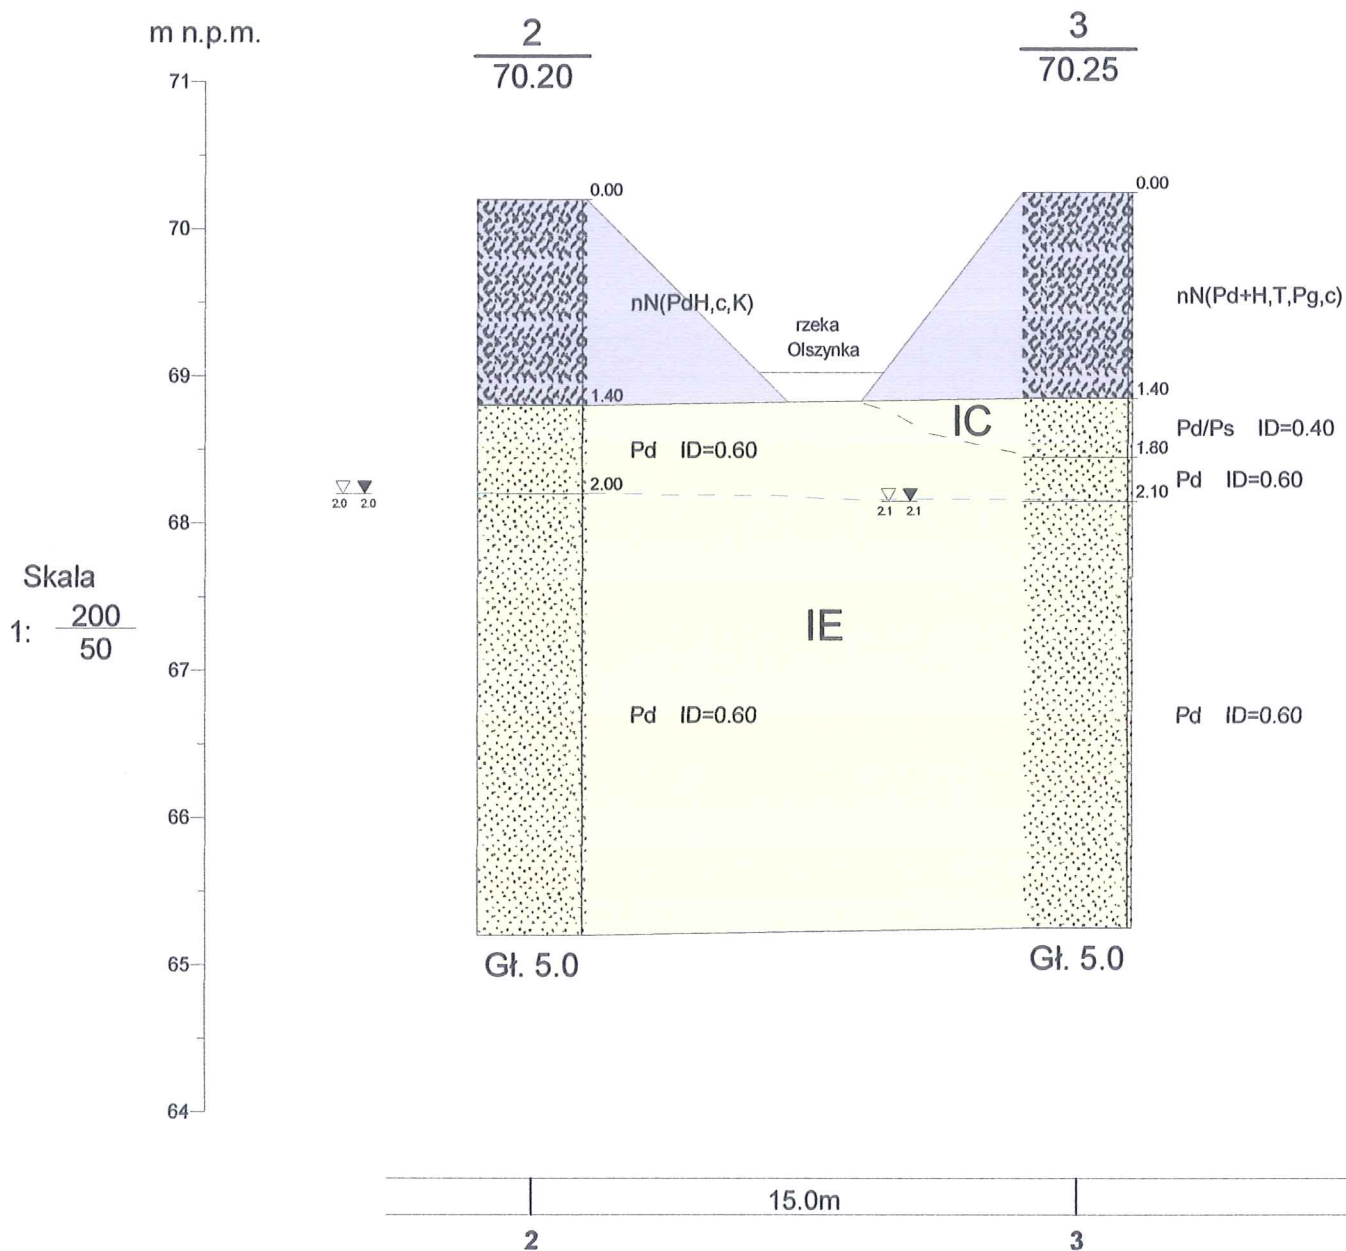 m n.p.m.
2
70.20
3
70.25
71
70
69
68
67
66
65
64
0.00
0.00
nN(PdH,c,K)
rzeka
Olszynka
nN(Pd+H,T,Pg,c)
1.40
1.40
IC
Pd/Ps ID=0.40
Pd ID=0.60
1.80
Pd ID=0.60
2.00
2.10
2.0 2.0
2.1 2.1
Skala
1: 200
50
IE
Pd ID=0.60
Pd ID=0.60
Gł. 5.0
Gł. 5.0
15.0m
2
3